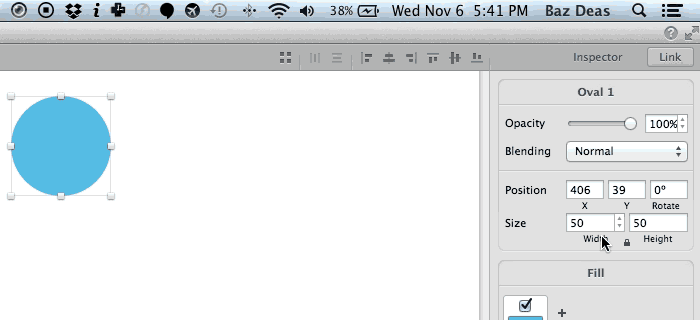 38% Wed Nov 6 5:41 PM Baz Deas
Inspector Link
Oval 1
Opacity 100%
Blending Normal
Position 406 39 0°
X Y Rotate
Size 50 50
Width Height
Fill